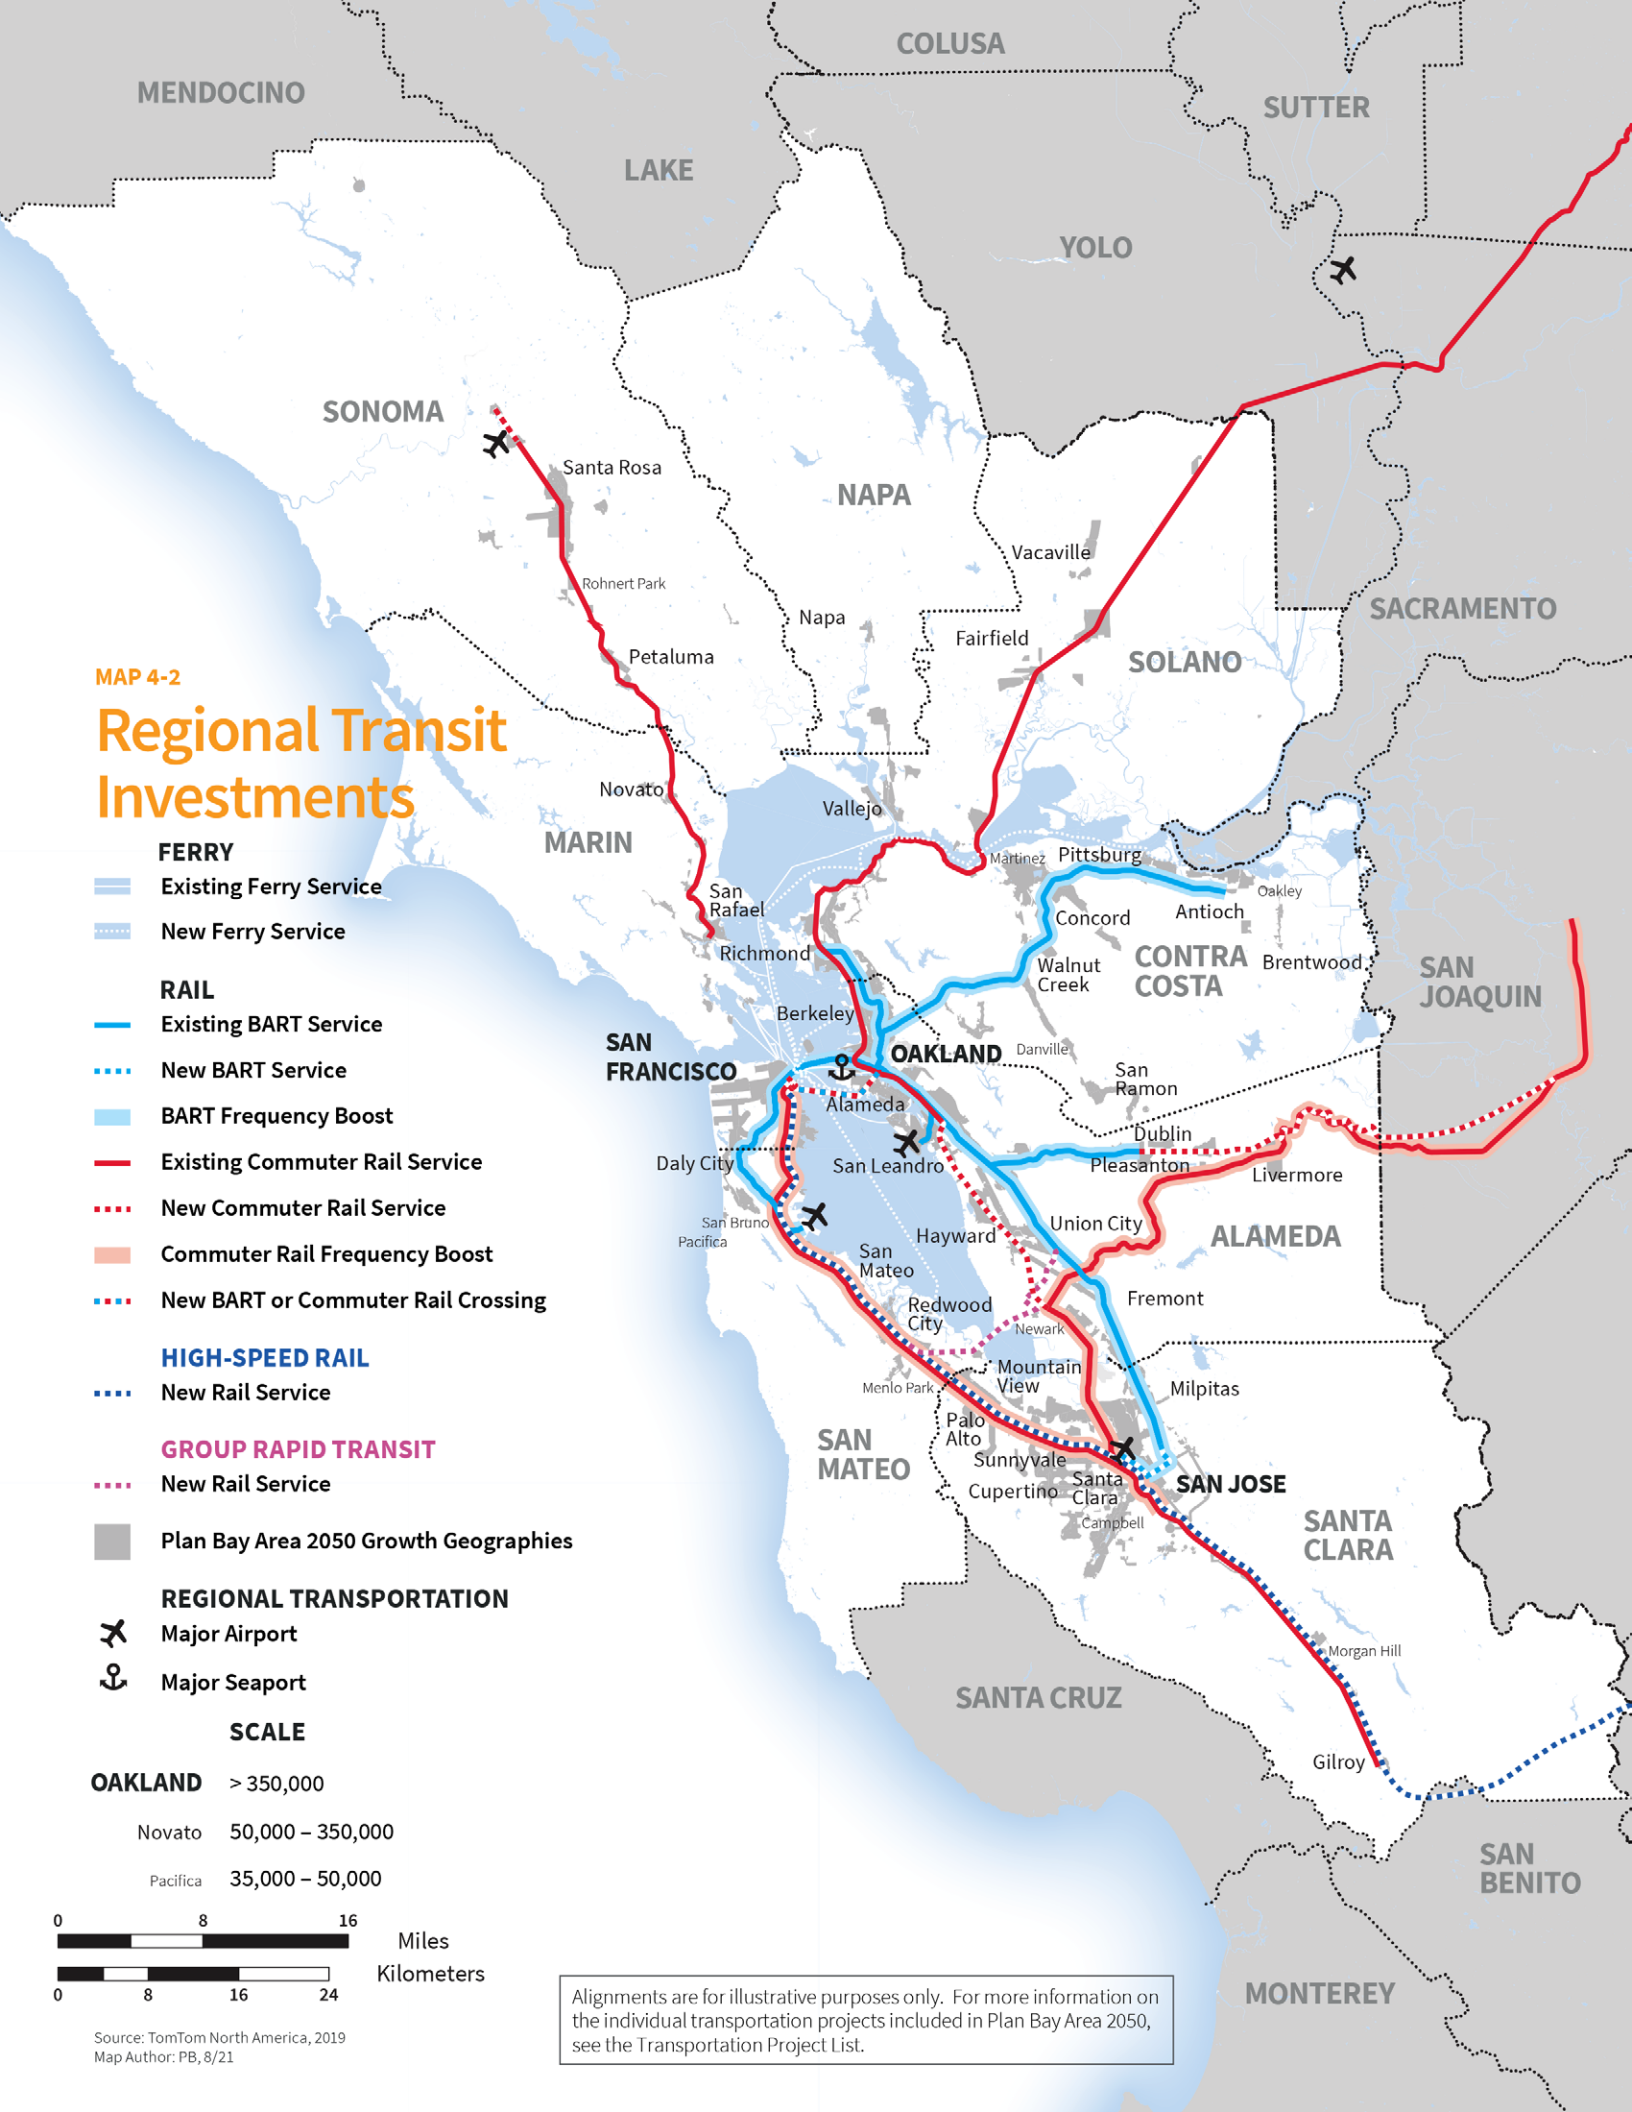 COLUSA
MENDOCINO
SUTTER
LAKE
YOLO
SONOMA
Santa Rosa
NAPA
Vacaville
Rohnert Park
SACRAMENTO
Napa
Fairfield
Petaluma
SOLANO
MAP 4-2
Regional Transit
Investments
Novato
Vallejo
MARIN
Martinez
Pittsburg
San
Rafael
Oakley
Antioch
Concord
Richmond
CONTRA
COSTA
Brentwood
Walnut
Creek
SAN
JOAQUIN
Berkeley
SAN
FRANCISCO
OAKLAND
Danville
San
Ramon
Alameda
Dublin
Daly City
San Leandro
Pleasanton
Livermore
San Bruno
Pacifica
Union City
Hayward
ALAMEDA
San
Mateo
Redwood
City
Fremont
Newark
Mountain
View
Menlo Park
Milpitas
Palo
Alto
SAN
MATEO
Sunnyvale
Santa
Clara
Cupertino
SAN JOSE
Campbell
SANTA
CLARA
Morgan Hill
SANTA CRUZ
Gilroy
SAN
BENITO
MONTEREY
FERRY
Existing Ferry Service
New Ferry Service
RAIL
Existing BART Service
New BART Service
BART Frequency Boost
Existing Commuter Rail Service
New Commuter Rail Service
Commuter Rail Frequency Boost
New BART or Commuter Rail Crossing
HIGH-SPEED RAIL
New Rail Service
GROUP RAPID TRANSIT
New Rail Service
Plan Bay Area 2050 Growth Geographies
REGIONAL TRANSPORTATION
Major Airport
Major Seaport
SCALE
OAKLAND > 350,000
Novato 50,000 – 350,000
Pacifica 35,000 – 50,000
0 8 16
Miles
Kilometers
0 8 16 24
Source: TomTom North America, 2019
Map Author: PB, 8/21
Alignments are for illustrative purposes only. For more information on
the individual transportation projects included in Plan Bay Area 2050,
see the Transportation Project List.